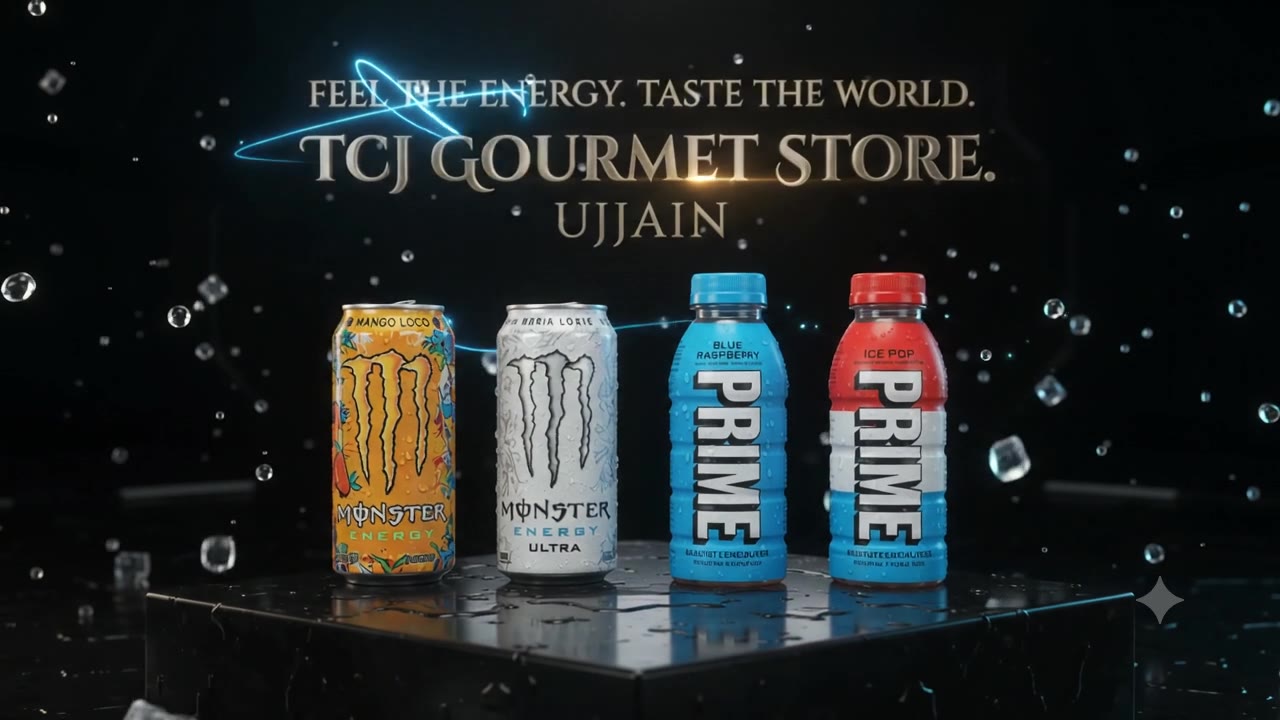 FEEL THE ENERGY. TASTE THE WORLD.
TCJ GOURMET STORE.
UJJAIN
MANGO LOCO
MONSTER
ENERGY
MONSTER
ENERGY
ULTRA
BLUE
RASPBERRY
PRIME
ICE POP
PRIME